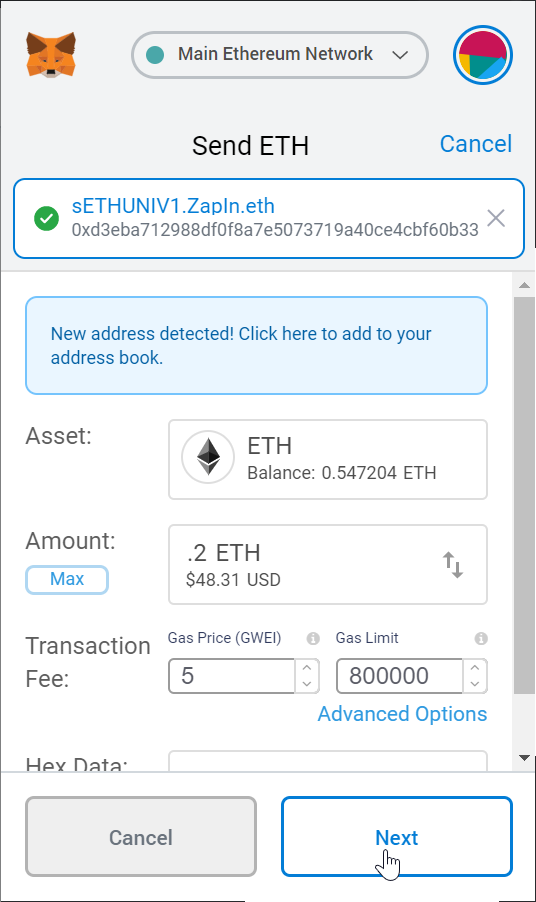 Main Ethereum Network
Send ETH
Cancel
sETHUNIV1.ZapIn.eth
0xd3eba712988df0f8a7e5073719a40ce4cbf60b33
New address detected! Click here to add to your
address book.
Asset:
ETH
Balance: 0.547204 ETH
Amount:
Max
.2 ETH
$48.31 USD
Transaction
Fee:
Gas Price (GWEI)
Gas Limit
5
800000
Advanced Options
Hex Data:
Cancel
Next